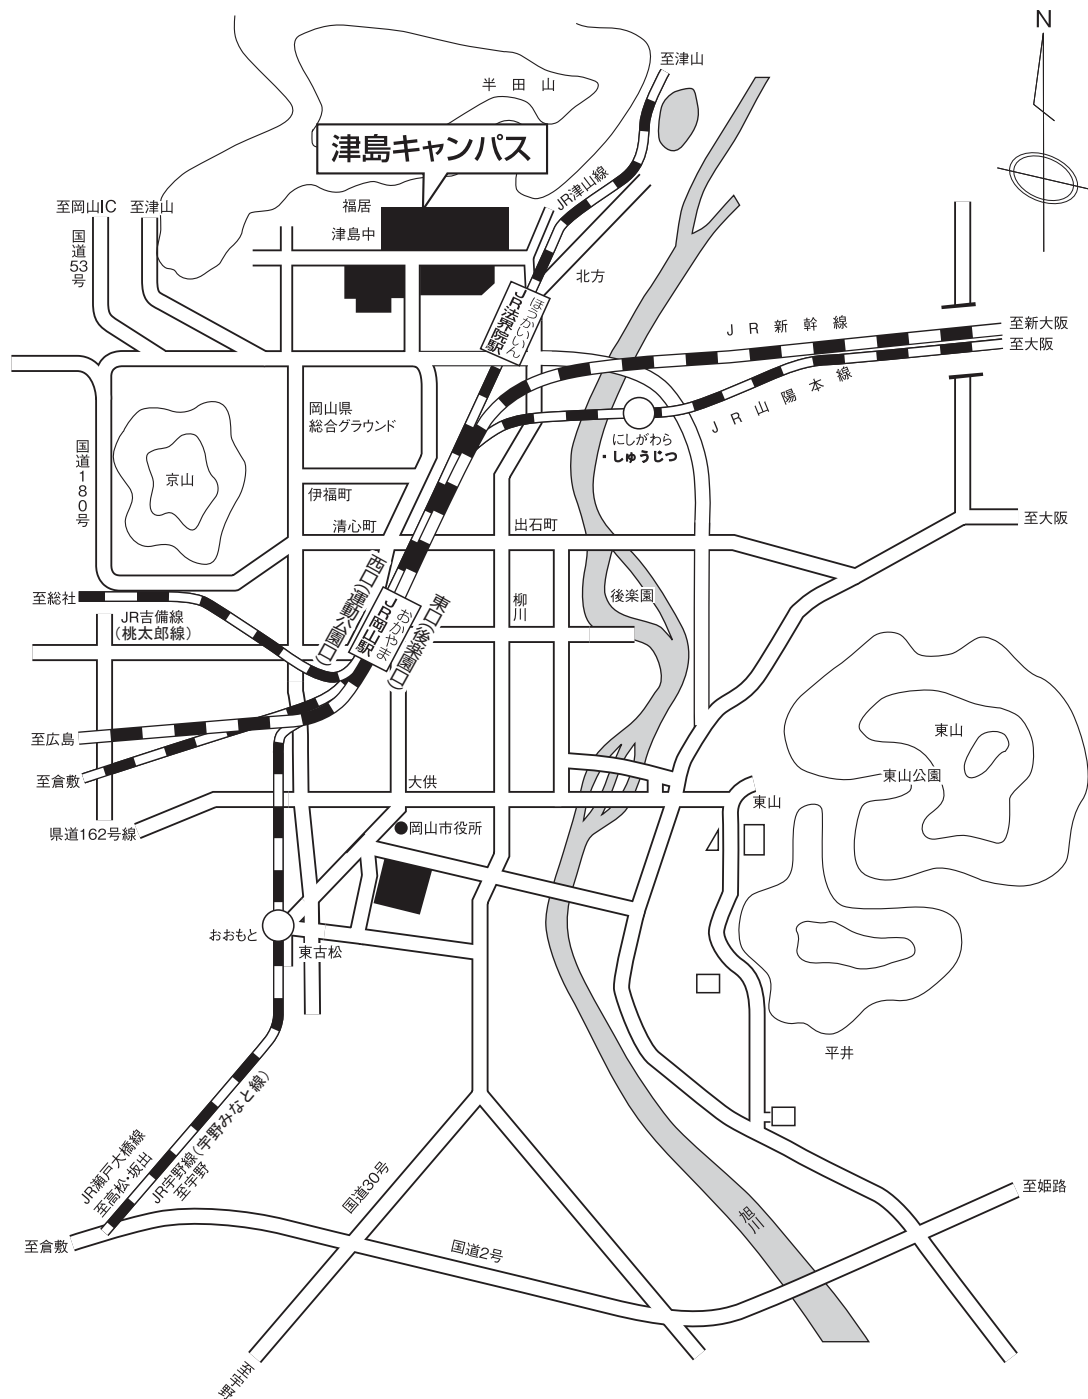 N
至津山
半田山
津島キャンパス
JR津山線
至岡山IC
至津山
福居
津島中
国道53号
北方
ほうかいいん
JR法界院駅
JR新幹線
至新大阪
至大阪
JR山陽本線
岡山県
総合グラウンド
にしがわら
・しゅうじつ
国道180号
京山
伊福町
清心町
出石町
至大阪
至総社
JR吉備線
(桃太郎線)
西口(運動公園口)
おかやま
JR岡山駅
東口(後楽園口)
柳川
後楽園
至広島
至倉敷
東山
東山公園
大供
東山
県道162号線
岡山市役所
おおもと
東古松
平井
JR瀬戸大橋線
至高松・坂出
JR宇野線(宇野みなと線)
至宇野
国道30号
至姫路
旭川
至倉敷
国道2号
至宇野